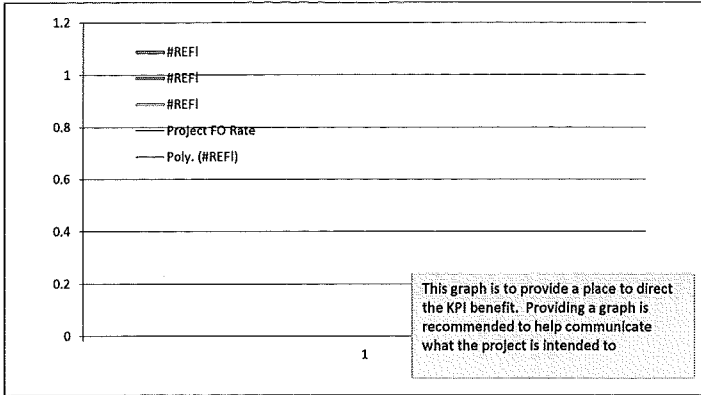 1.2
#REF!
1
#REF!
#REF!
0.8
Project FO Rate
Poly. (#REF!)
0.6
0.4
0.2
This graph is to provide a place to direct
the KPI benefit. Providing a graph is
recommended to help communicate
what the project is intended to
0
1